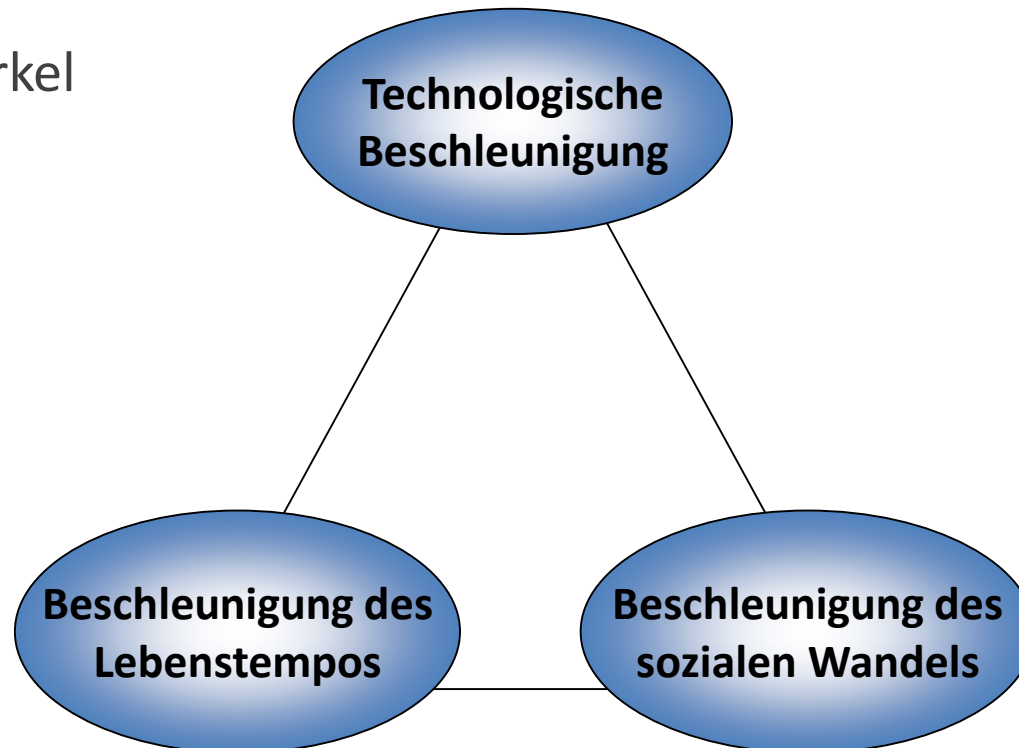 rkel
Technologische
Beschleunigung
Beschleunigung des
Lebenstempos
Beschleunigung des
sozialen Wandels